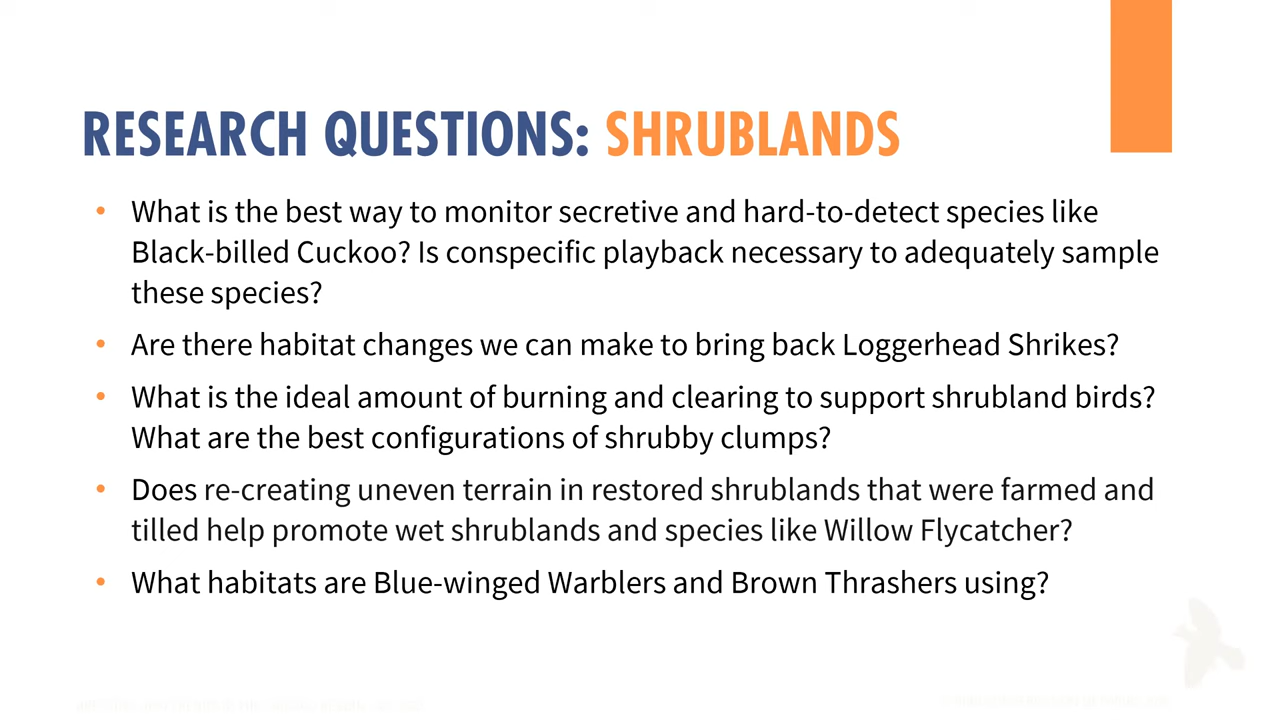 RESEARCH QUESTIONS: SHRUBLANDS
• What is the best way to monitor secretive and hard-to-detect species like
Black-billed Cuckoo? Is conspecific playback necessary to adequately sample
these species?
• Are there habitat changes we can make to bring back Loggerhead Shrikes?
• What is the ideal amount of burning and clearing to support shrubland birds?
What are the best configurations of shrubby clumps?
• Does re-creating uneven terrain in restored shrublands that were farmed and
tilled help promote wet shrublands and species like Willow Flycatcher?
• What habitats are Blue-winged Warblers and Brown Thrashers using?